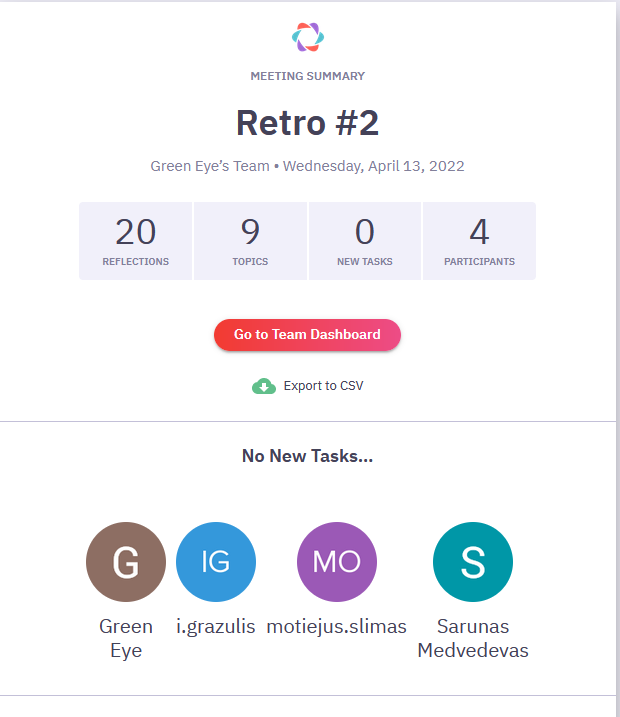 MEETING SUMMARY
Retro #2
Green Eye’s Team • Wednesday, April 13, 2022
20 9 0 4
REFLECTIONS TOPICS NEW TASKS PARTICIPANTS
Go to Team Dashboard
Export to CSV
No New Tasks...
G IG MO S
Green i.grazulis motiejus.slimas Sarunas
Eye Medvedevas